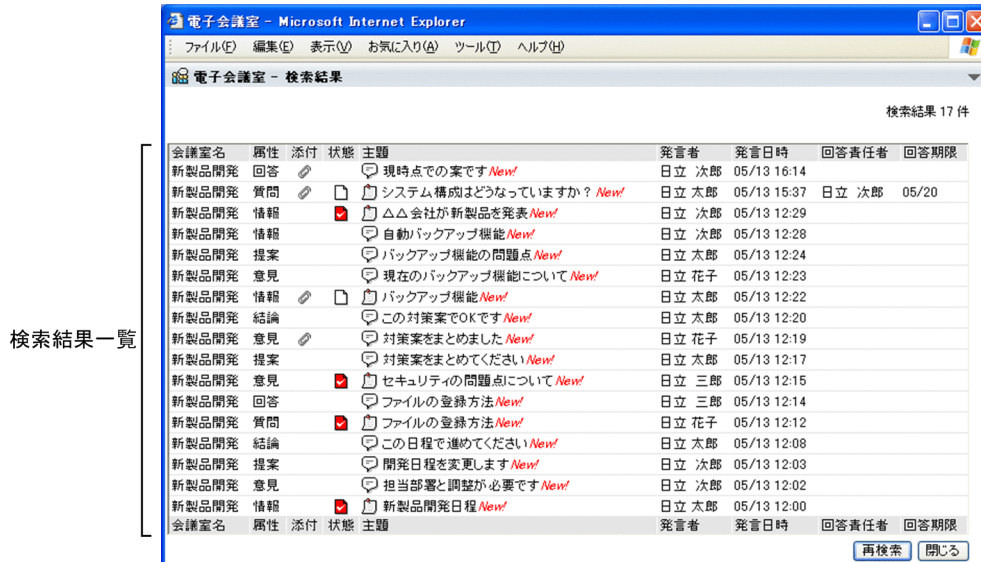 電子会議室 - Microsoft Internet Explorer
ファイル(F) 編集(E) 表示(V) お気に入り(A) ツール(T) ヘルプ(H)
電子会議室 - 検索結果
検索結果 17 件
会議室名 属性 添付 状態 主題 発言者 発言日時 回答責任者 回答期限
新製品開発 回答 現時点での案です New! 日立 次郎 05/13 16:14
新製品開発 質問 システム構成はどうなっていますか？ New! 日立 太郎 05/13 15:37 日立 次郎 05/20
新製品開発 情報 △△会社が新製品を発表 New! 日立 次郎 05/13 12:29
新製品開発 情報 自動バックアップ機能 New! 日立 次郎 05/13 12:28
新製品開発 提案 バックアップ機能の問題点 New! 日立 太郎 05/13 12:24
新製品開発 意見 現在のバックアップ機能について New! 日立 花子 05/13 12:23
新製品開発 情報 バックアップ機能 New! 日立 太郎 05/13 12:22
新製品開発 結論 この対策案でOKです New! 日立 太郎 05/13 12:20
新製品開発 意見 対策案をまとめました New! 日立 花子 05/13 12:19
新製品開発 提案 対策案をまとめてください New! 日立 太郎 05/13 12:17
新製品開発 意見 セキュリティの問題点について New! 日立 三郎 05/13 12:15
新製品開発 回答 ファイルの登録方法 New! 日立 三郎 05/13 12:14
新製品開発 質問 ファイルの登録方法 New! 日立 花子 05/13 12:12
新製品開発 結論 この日程で進めてください New! 日立 太郎 05/13 12:08
新製品開発 提案 開発日程を変更します New! 日立 次郎 05/13 12:03
新製品開発 意見 担当部署と調整が必要です New! 日立 次郎 05/13 12:02
新製品開発 情報 新製品開発日程 New! 日立 太郎 05/13 12:00
会議室名 属性 添付 状態 主題 発言者 発言日時 回答責任者 回答期限
再検索 閉じる
検索結果一覧